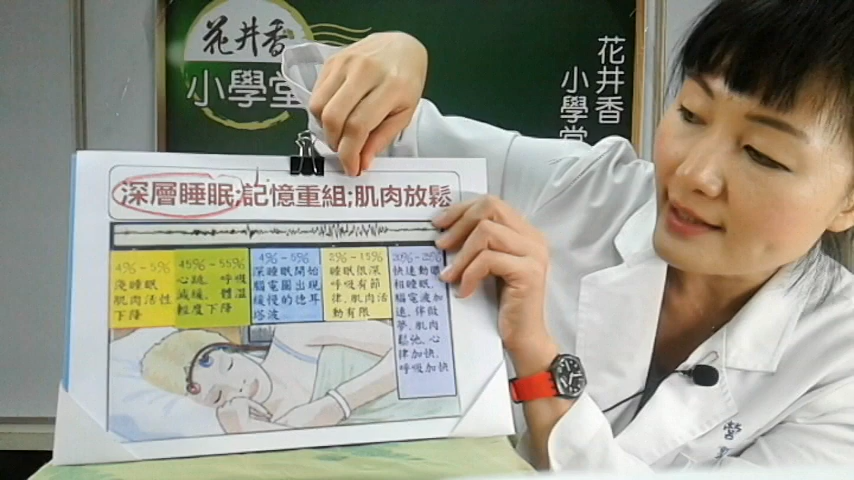 花井香
小學堂
花井香
小學堂
深層睡眠;記憶重組;肌肉放鬆
4%-5%
淺睡眠
肌肉活性
下降
45%-55%
心跳、呼吸
減緩、體溫
輕度下降
4%-5%
深睡眠開始
腦電圖出現
緩慢的德耳
塔波
2%-15%
睡眠很深
呼吸有節
律、肌肉活
動有限
20%-25%
快速動眼
相睡眠、
腦電波加
速、伴做
夢、肌肉
鬆弛、心
律加快、
呼吸加快
營